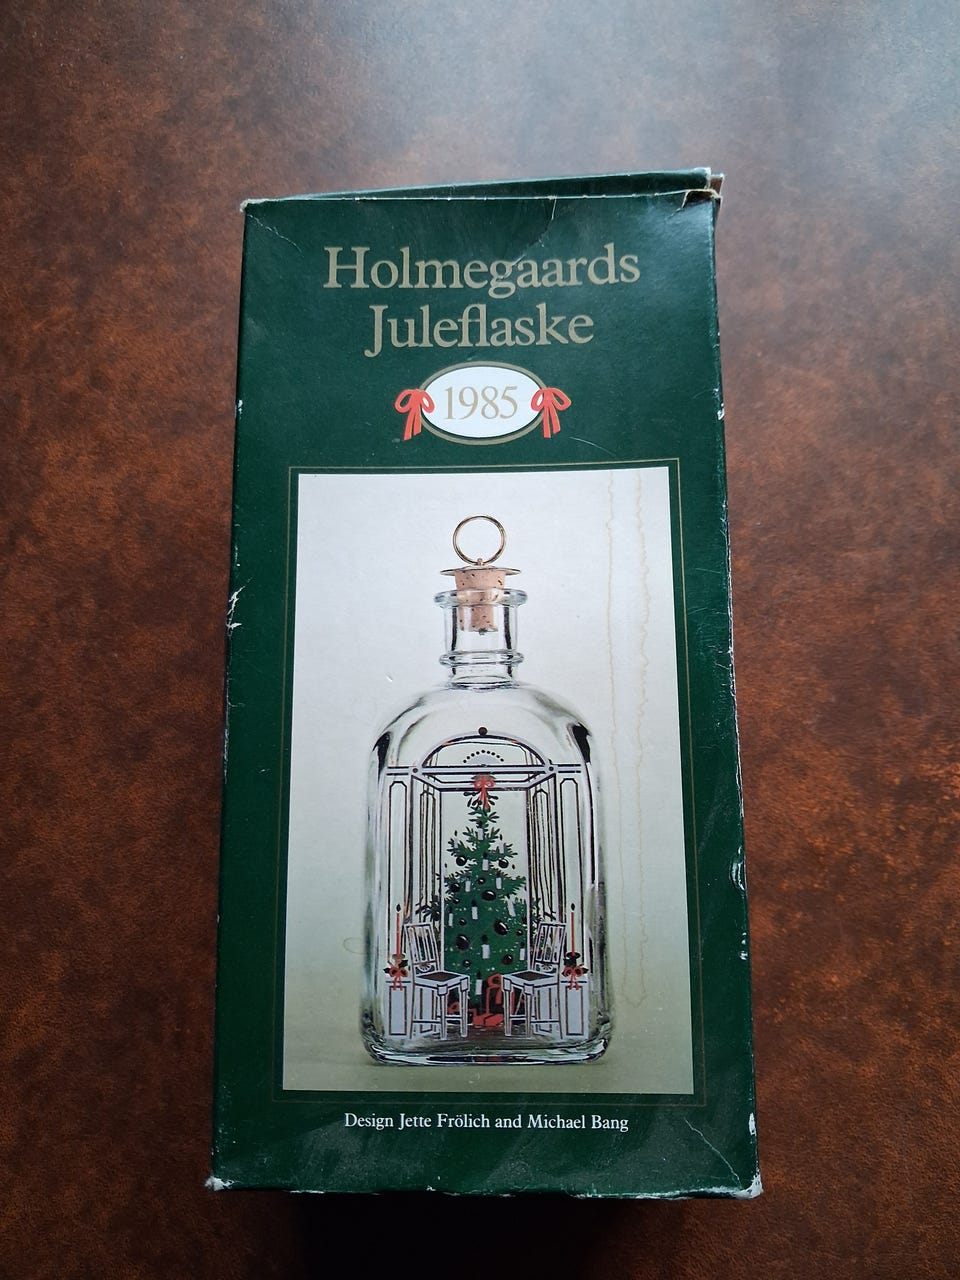 Holmegaards
Juleflaske
1985
Design Jette Frölich and Michael Bang